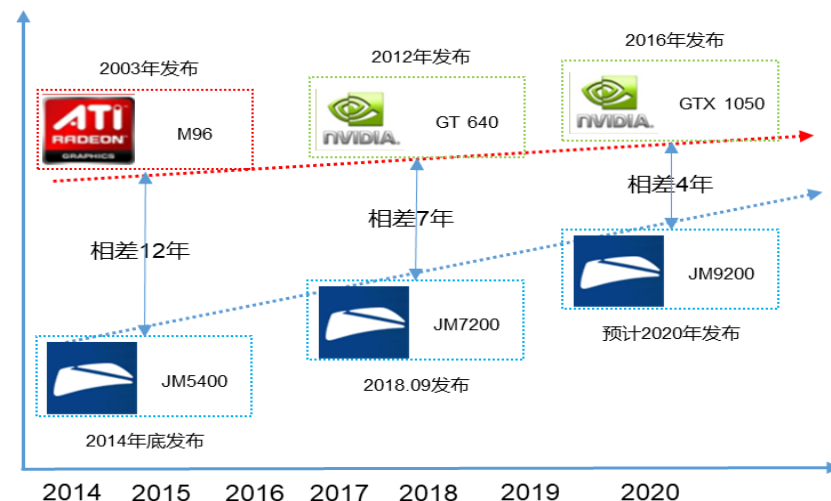 2003年发布
ATI
RADEON
GRAPHICS
M96
2012年发布
NVIDIA.
GT 640
2016年发布
NVIDIA.
GTX 1050
相差12年
相差7年
相差4年
JM5400
2014年底发布
JM7200
2018.09发布
JM9200
预计2020年发布
2014 2015 2016 2017 2018 2019 2020